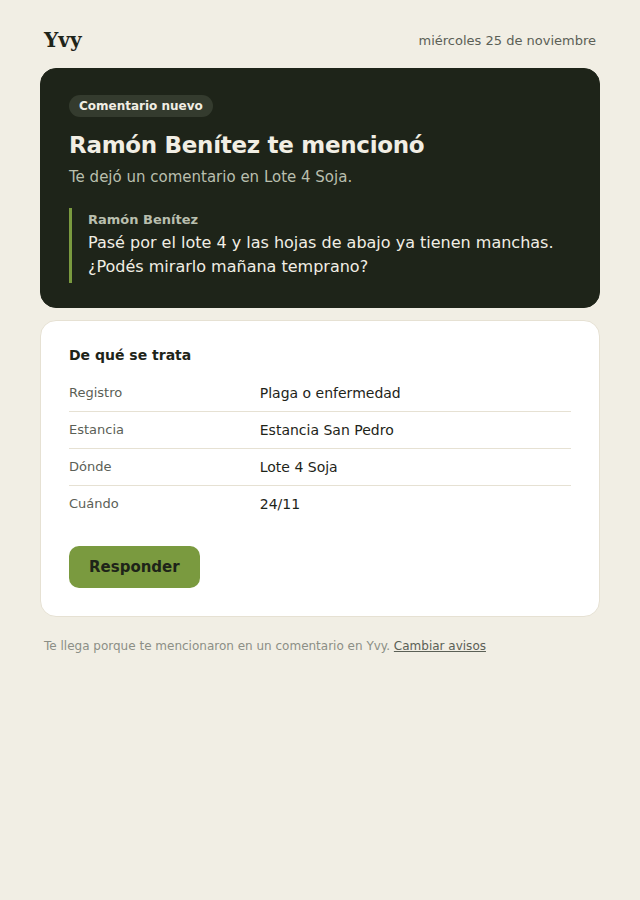 Yvy
miércoles 25 de noviembre
Comentario nuevo
Ramón Benítez te mencionó
Te dejó un comentario en Lote 4 Soja.
Ramón Benítez
Pasé por el lote 4 y las hojas de abajo ya tienen manchas.
¿Podés mirarlo mañana temprano?
De qué se trata
Registro Plaga o enfermedad
Estancia Estancia San Pedro
Dónde Lote 4 Soja
Cuándo 24/11
Responder
Te llega porque te mencionaron en un comentario en Yvy. Cambiar avisos